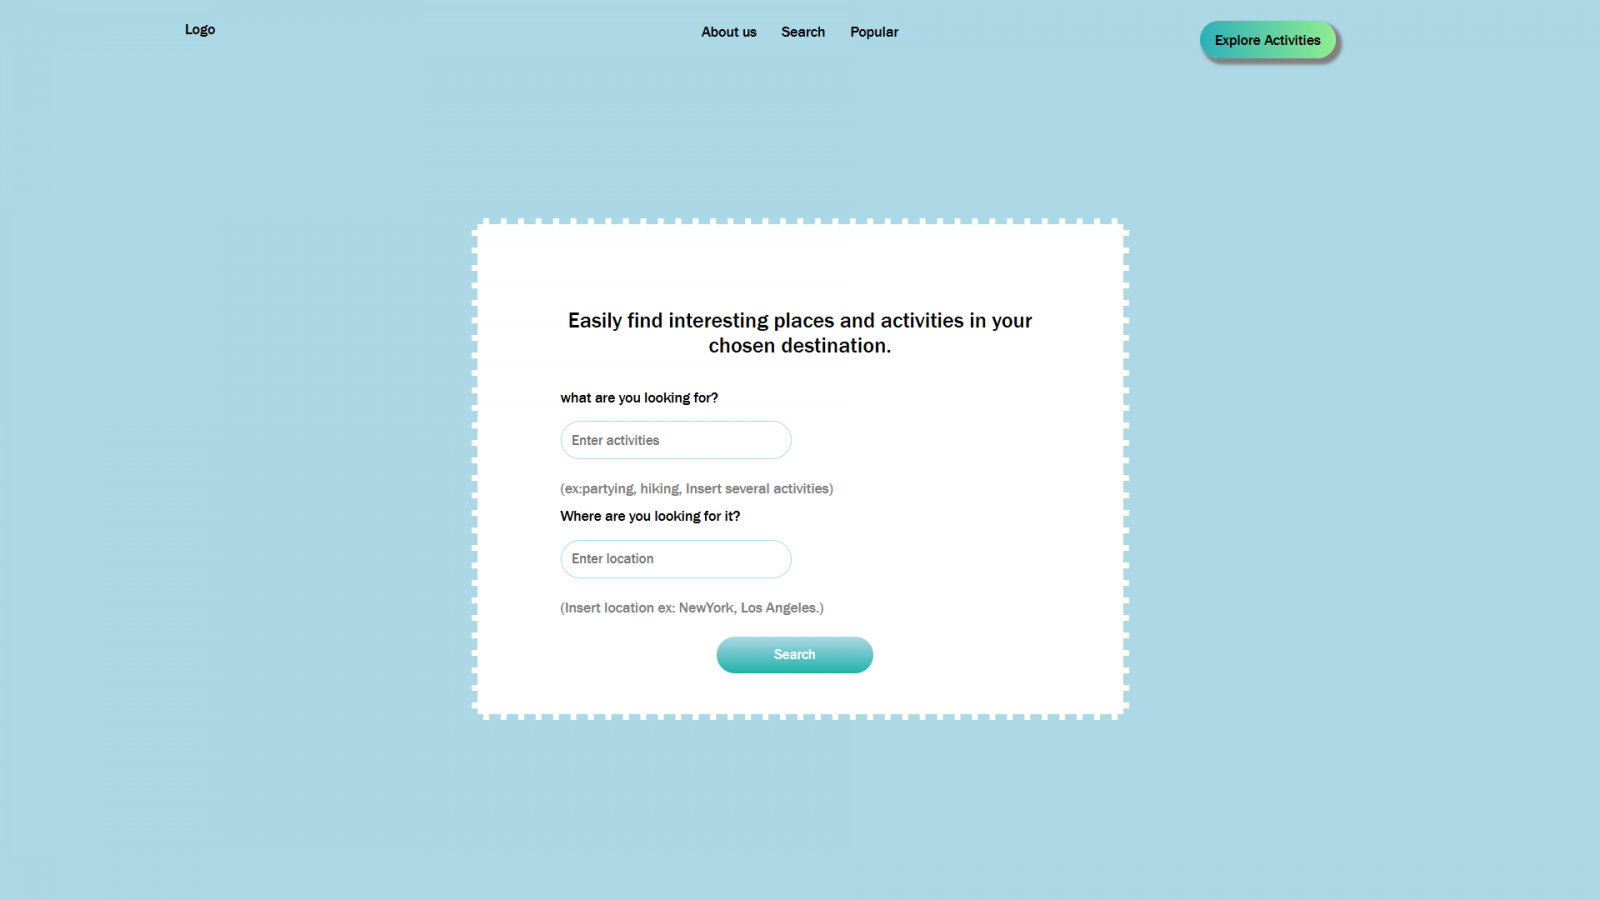 Logo
About us
Search
Popular
Explore Activities
Easily find interesting places and activities in your
chosen destination.
what are you looking for?
Enter activities
(ex:partying, hiking, Insert several activities)
Where are you looking for it?
Enter location
(Insert location ex: NewYork, Los Angeles.)
Search